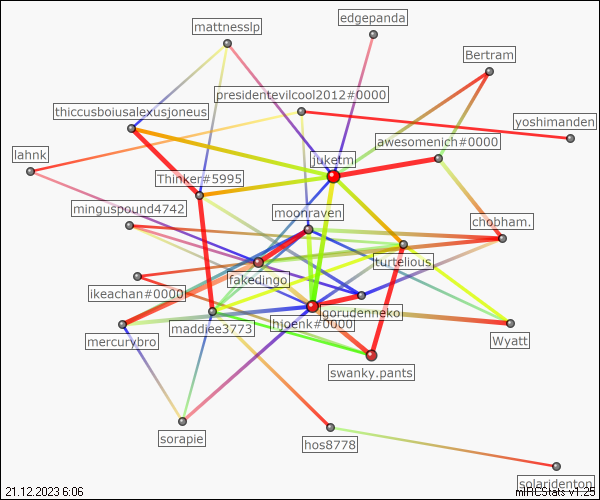 edgepanda
mattnesslp
Bertram
presidentevilcool2012#0000
thiccusboiusalexusjoneus
yoshimanden
awesomenich#0000
lahnk
juketm
Thinker#5995
minguspound4742
moonraven
chobham.
turtelious.
fakedingo
ikeachan#0000
gorudenneko
hjoenk#0000
maddiee3773
mercurybro
Wyatt
swanky.pants
sorapie
hos8778
solaridenton
21.12.2023 6:06
mIRCStats v1.25